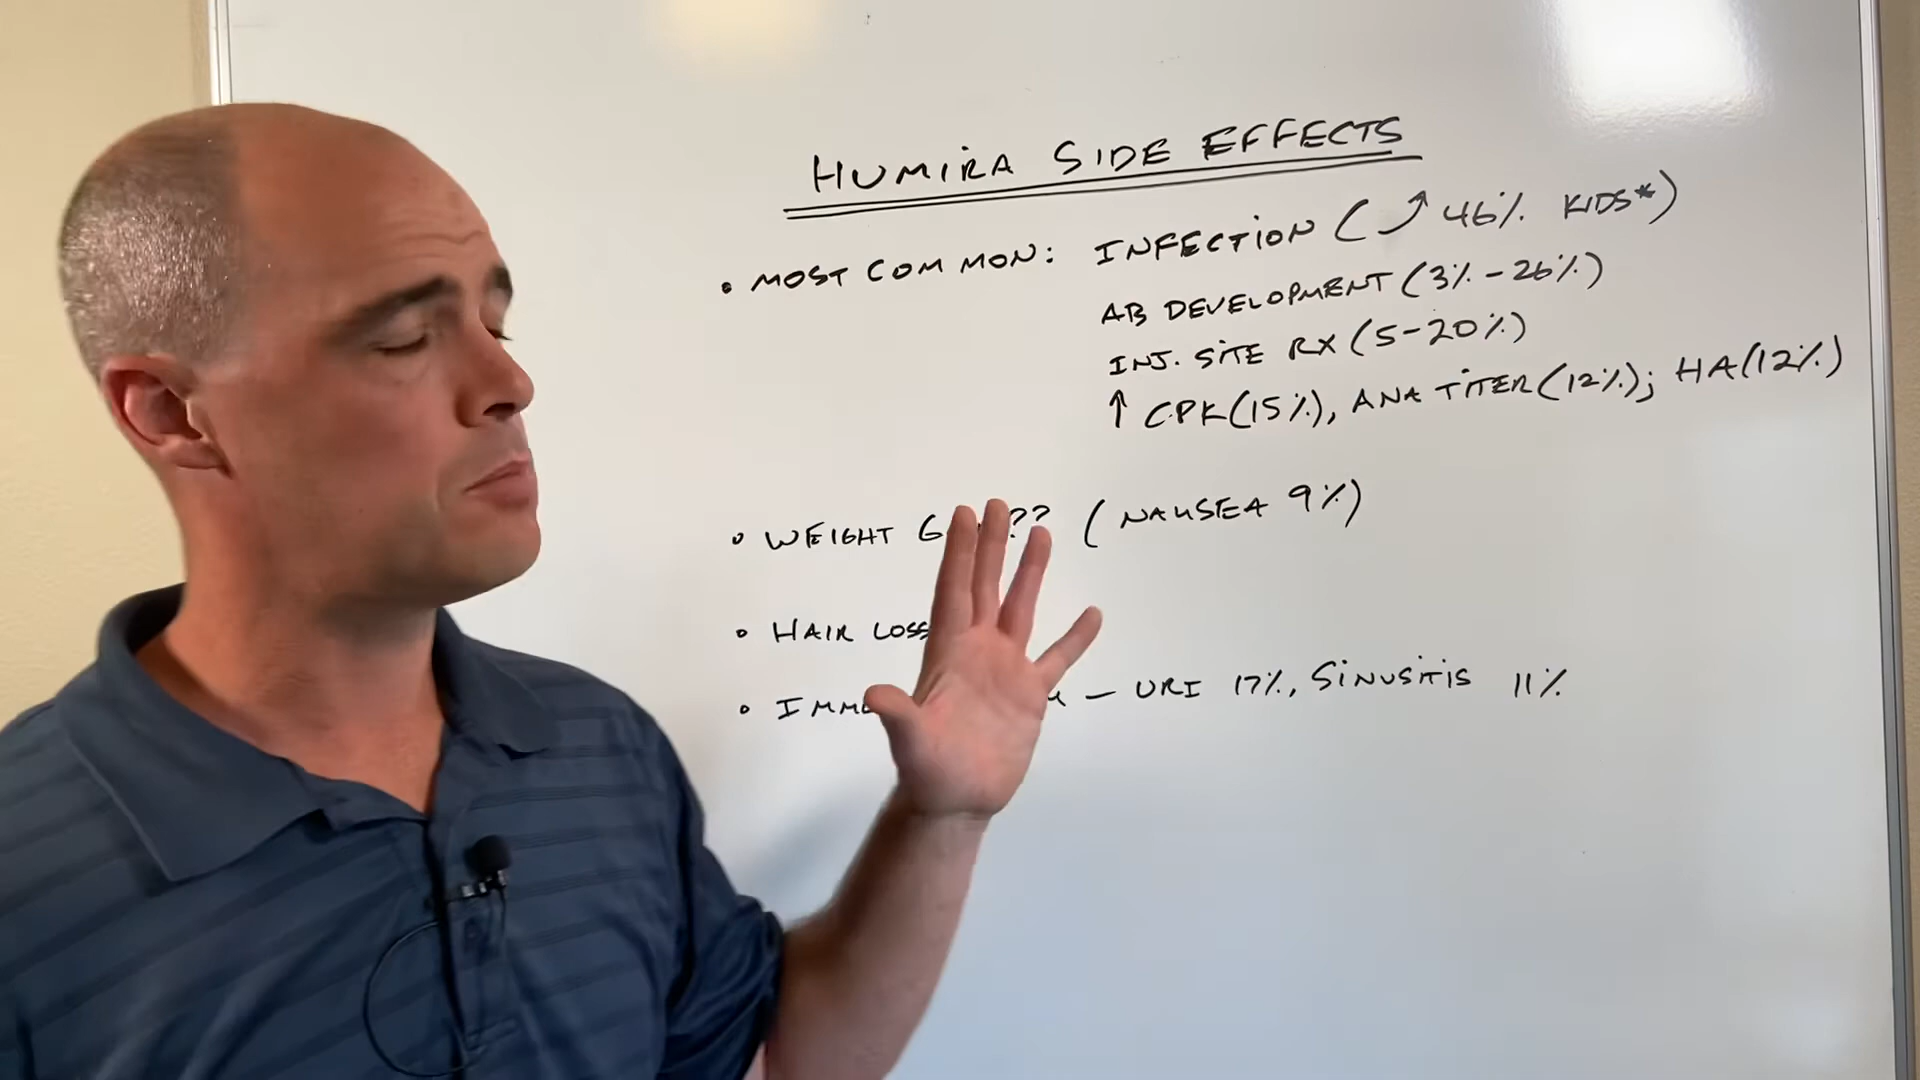 HUMIRA SIDE EFFECTS
• MOST COMMON: INFECTION (⤴ 46% KIDS*)
AB DEVELOPMENT (3% - 26%)
INJ. SITE RX (5-20%)
↑ CPK (15%), ANA TITER (12%); HA (12%)
• WEIGHT ?? (NAUSEA 9%)
• HAIR LOSS
• — URI 17%, SINUSITIS 11%